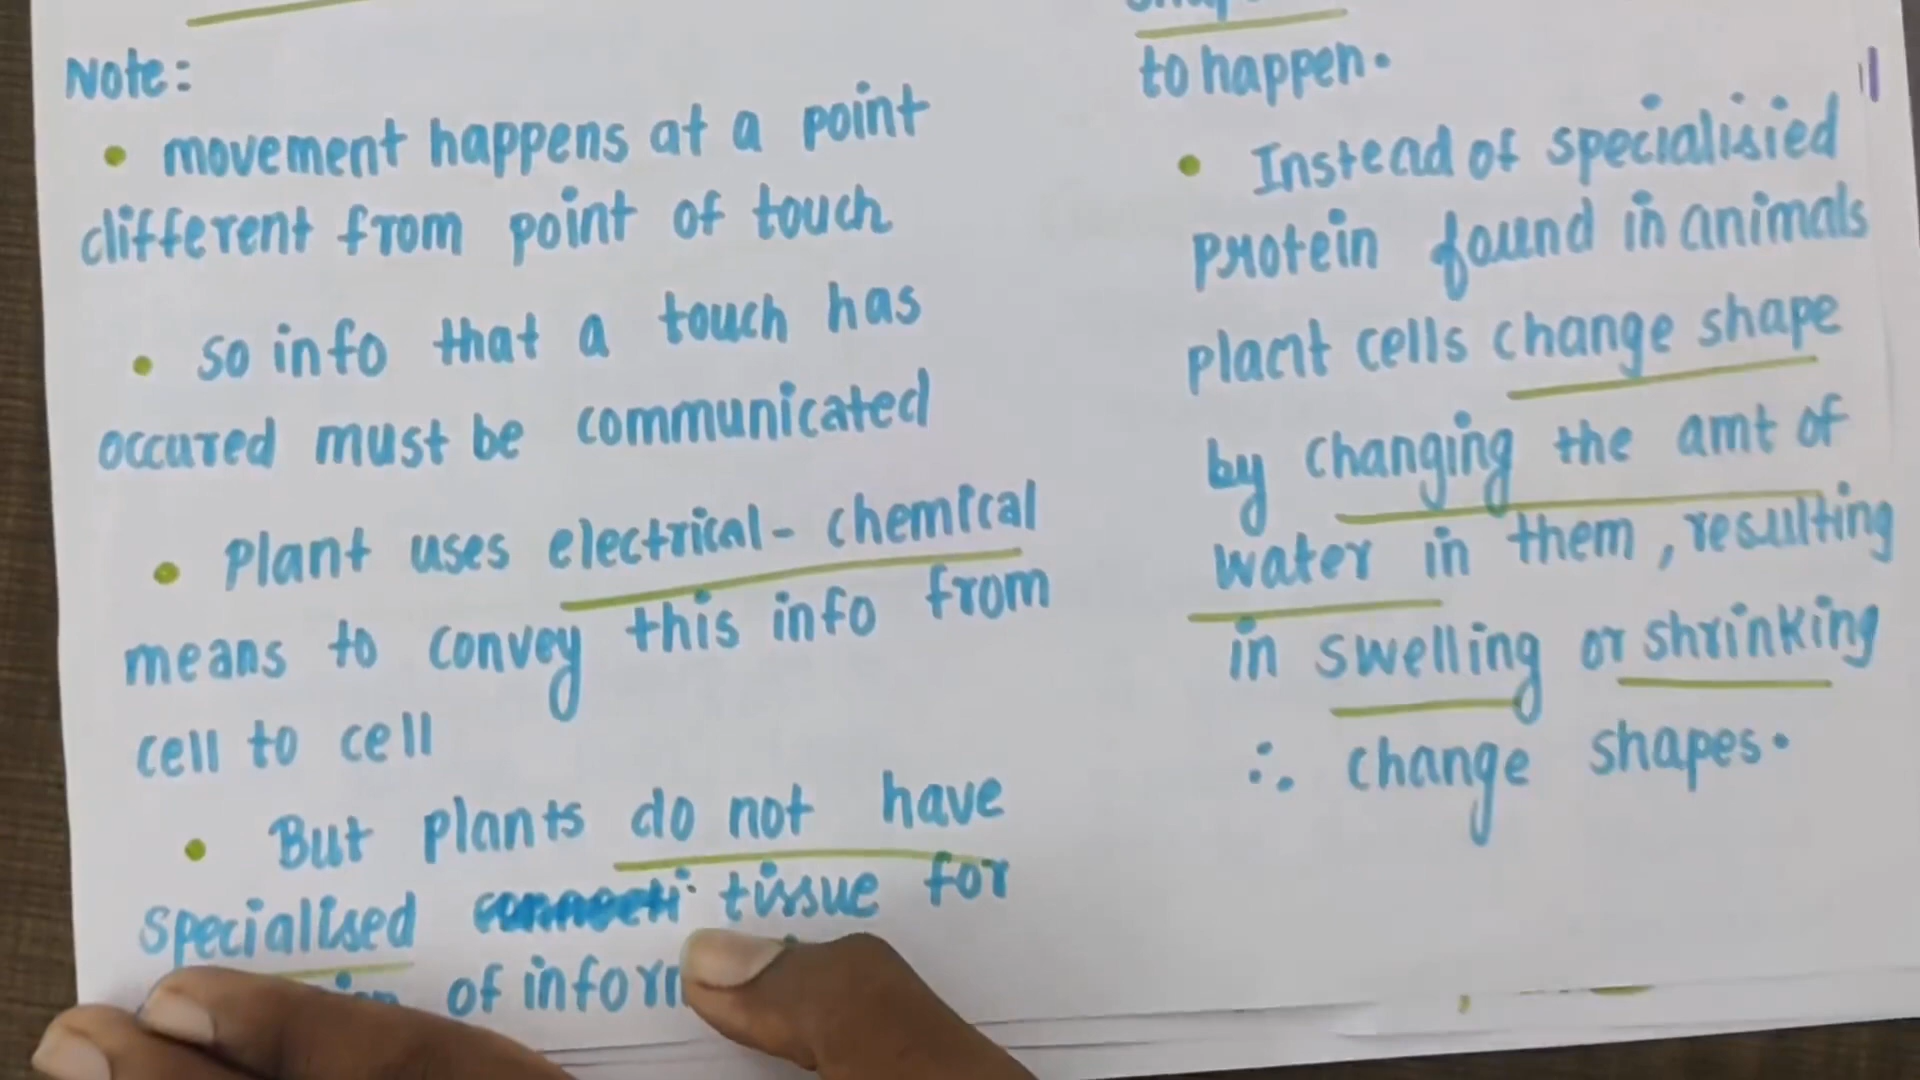 Note:
• movement happens at a point
different from point of touch
• so info that a touch has
occured must be communicated
• Plant uses electrical - chemical
means to convey this info from
cell to cell
• But plants do not have
specialised tissue for
of
to happen.
• Instead of specialisied
protein found in animals
plant cells change shape
by changing the amt of
water in them, resulting
in swelling or shrinking
∴ change shapes.